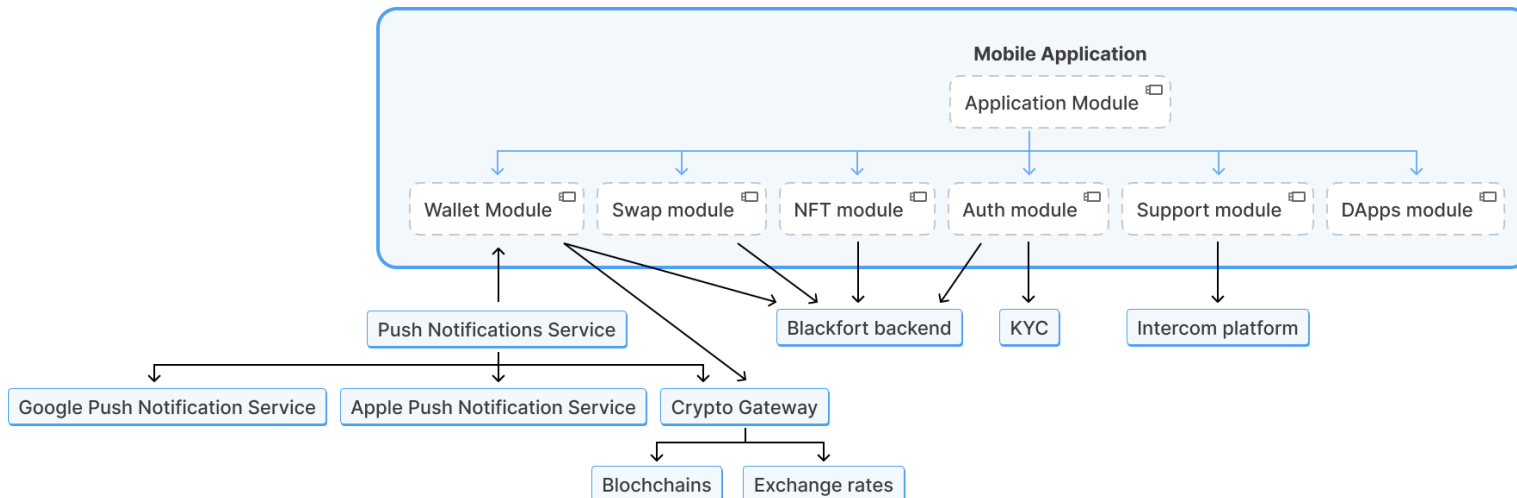 Mobile Application
Application Module
Wallet Module
Swap module
NFT module
Auth module
Support module
DApps module
Push Notifications Service
Blackfort backend
KYC
Intercom platform
Google Push Notification Service
Apple Push Notification Service
Crypto Gateway
Blochchains
Exchange rates